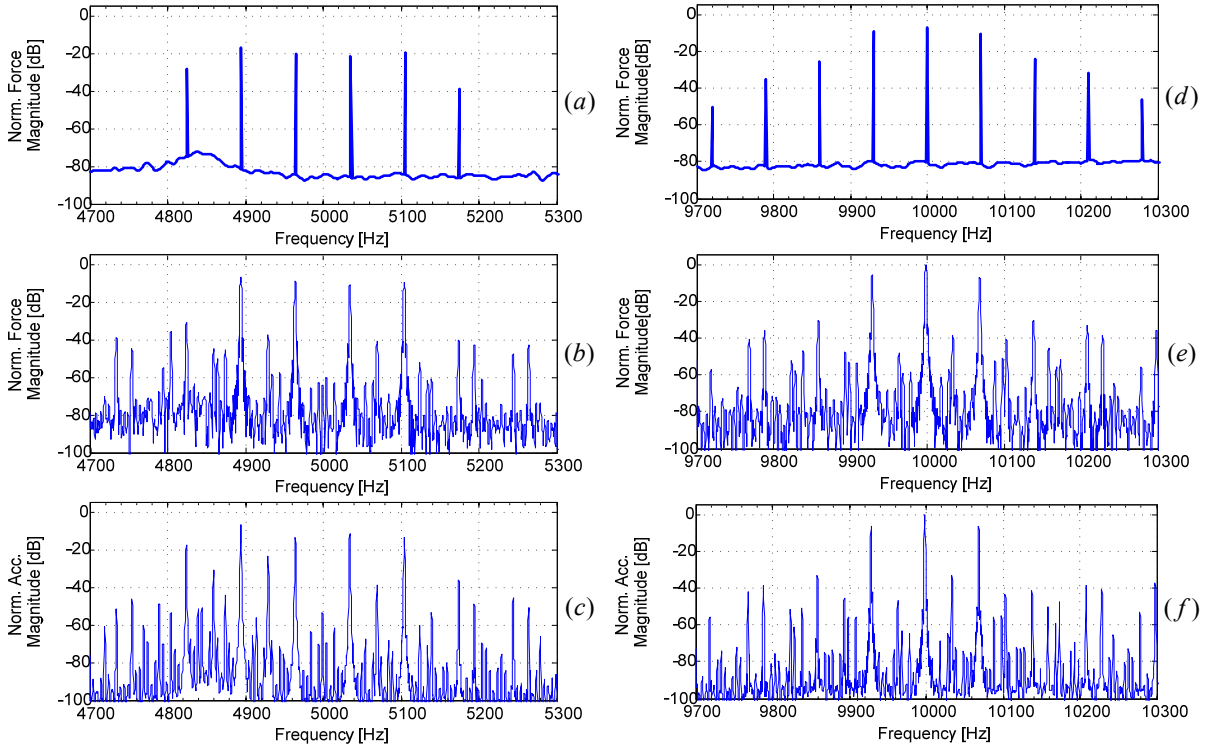 0
−20
−40
−60
−80
−100
4700 4800 4900 5000 5100 5200 5300
Frequency [Hz]
Norm. Force
Magnitude [dB]
(a)
0
−20
−40
−60
−80
−100
9700 9800 9900 10000 10100 10200 10300
Frequency [Hz]
Norm. Force
Magnitude[dB]
(d)
0
−20
−40
−60
−80
−100
4700 4800 4900 5000 5100 5200 5300
Frequency [Hz]
Norm. Force
Magnitude [dB]
(b)
0
−20
−40
−60
−80
−100
9700 9800 9900 10000 10100 10200 10300
Frequency [Hz]
Norm. Force
Magnitude[dB]
(e)
0
−20
−40
−60
−80
−100
4700 4800 4900 5000 5100 5200 5300
Frequency [Hz]
Norm. Acc.
Magnitude [dB]
(c)
0
−20
−40
−60
−80
−100
9700 9800 9900 10000 10100 10200 10300
Frequency [Hz]
Norm. Acc.
Magnitude [dB]
(f)